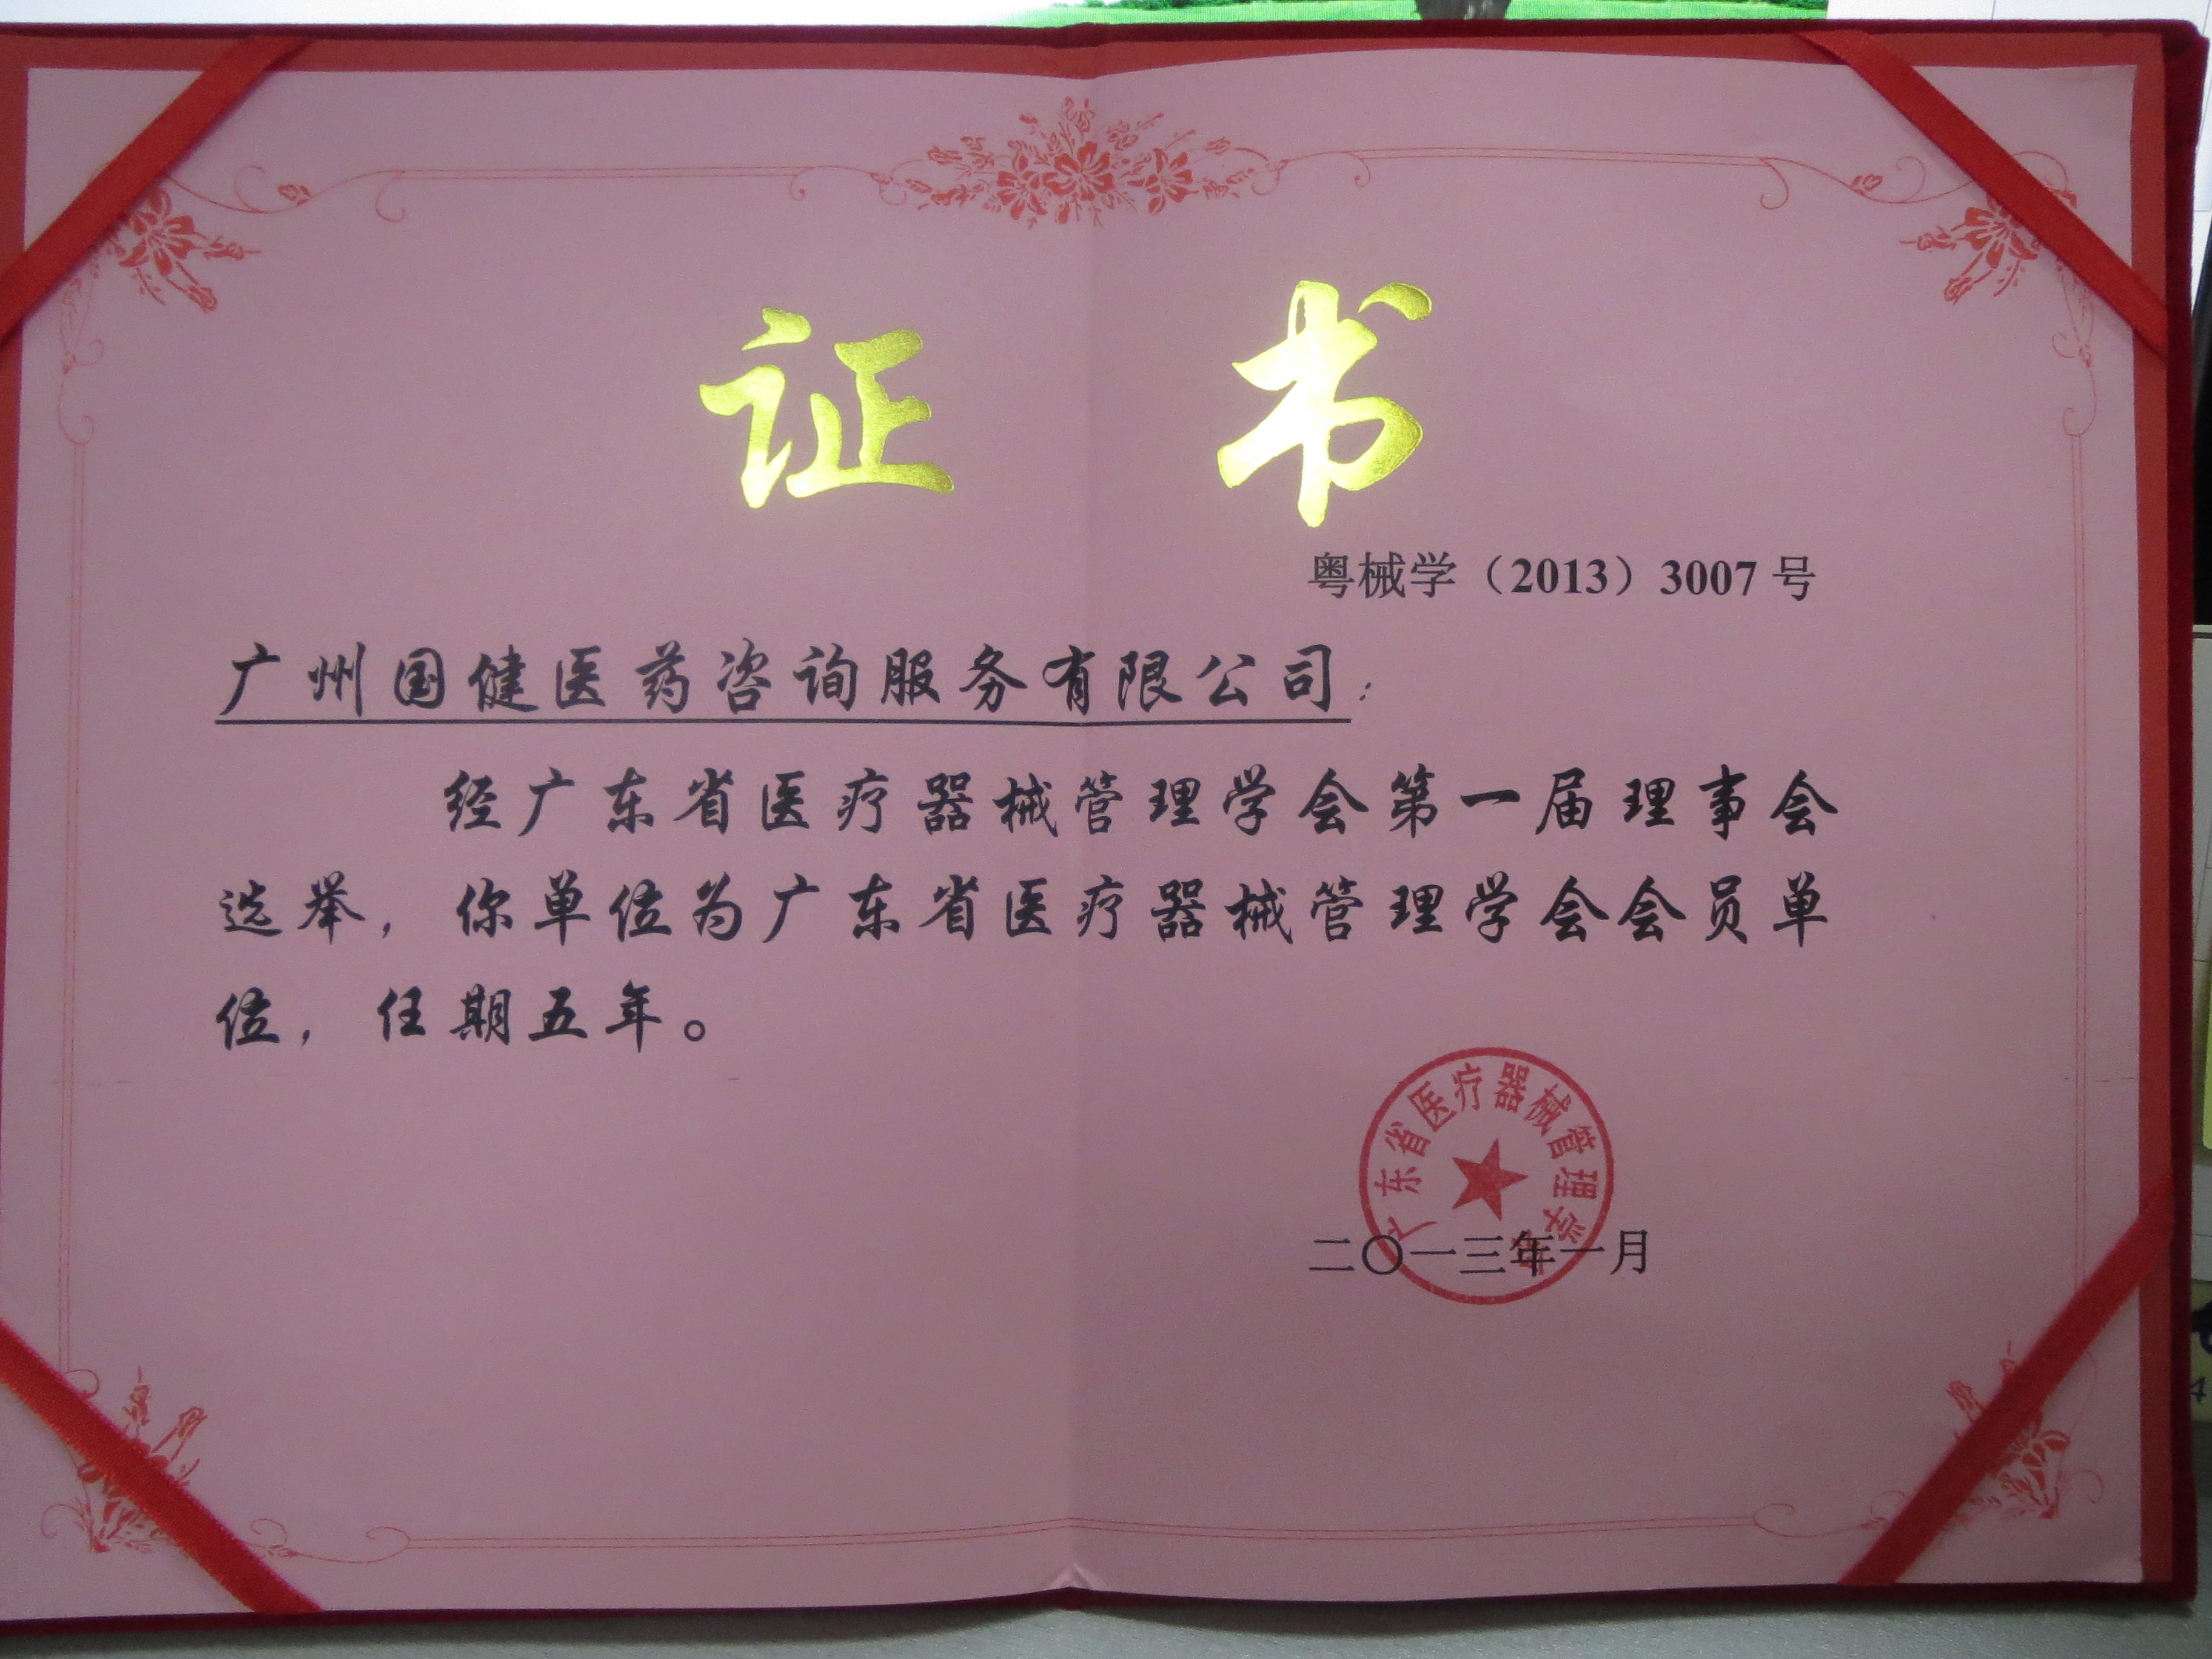 证 书
粤械学（2013）3007 号
广州国健医药咨询服务有限公司：
经广东省医疗器械管理学会第一届理事会
选举，你单位为广东省医疗器械管理学会会员单
位，任期五年。
广东省医疗器械管理学会
二〇一三年一月